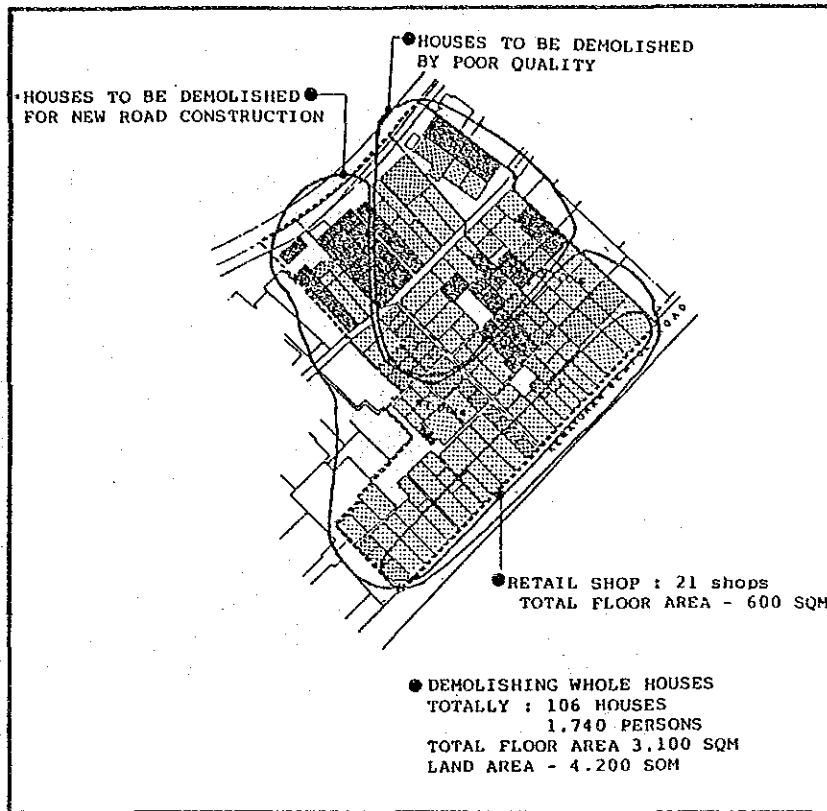 ●HOUSES TO BE DEMOLISHED
BY POOR QUALITY
HOUSES TO BE DEMOLISHED●
FOR NEW ROAD CONSTRUCTION
ROAD
●RETAIL SHOP : 21 shops
TOTAL FLOOR AREA - 600 SQM
● DEMOLISHING WHOLE HOUSES
TOTALLY : 106 HOUSES
1.740 PERSONS
TOTAL FLOOR AREA 3.100 SQM
LAND AREA - 4.200 SQM